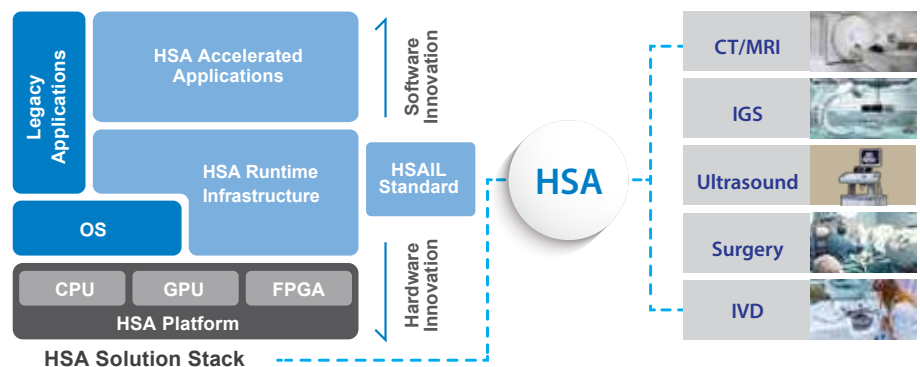 Legacy
Applications
HSA Accelerated
Applications
Software
Innovation
HSA Runtime
Infrastructure
HSAIL
Standard
OS
CPU
GPU
FPGA
HSA Platform
Hardware
Innovation
HSA Solution Stack
HSA
CT/MRI
IGS
Ultrasound
Surgery
IVD